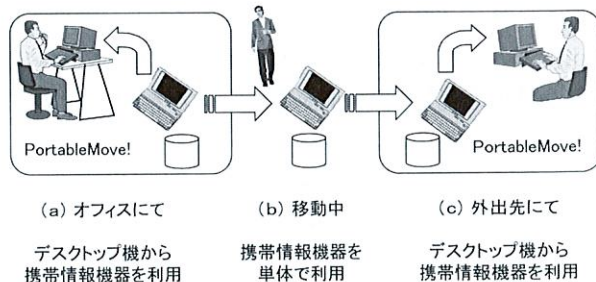 PortableMove!
PortableMove!
(a) オフィスにて
(b) 移動中
(c) 外出先にて
デスクトップ機から
携帯情報機器を利用
携帯情報機器を
単体で利用
デスクトップ機から
携帯情報機器を利用